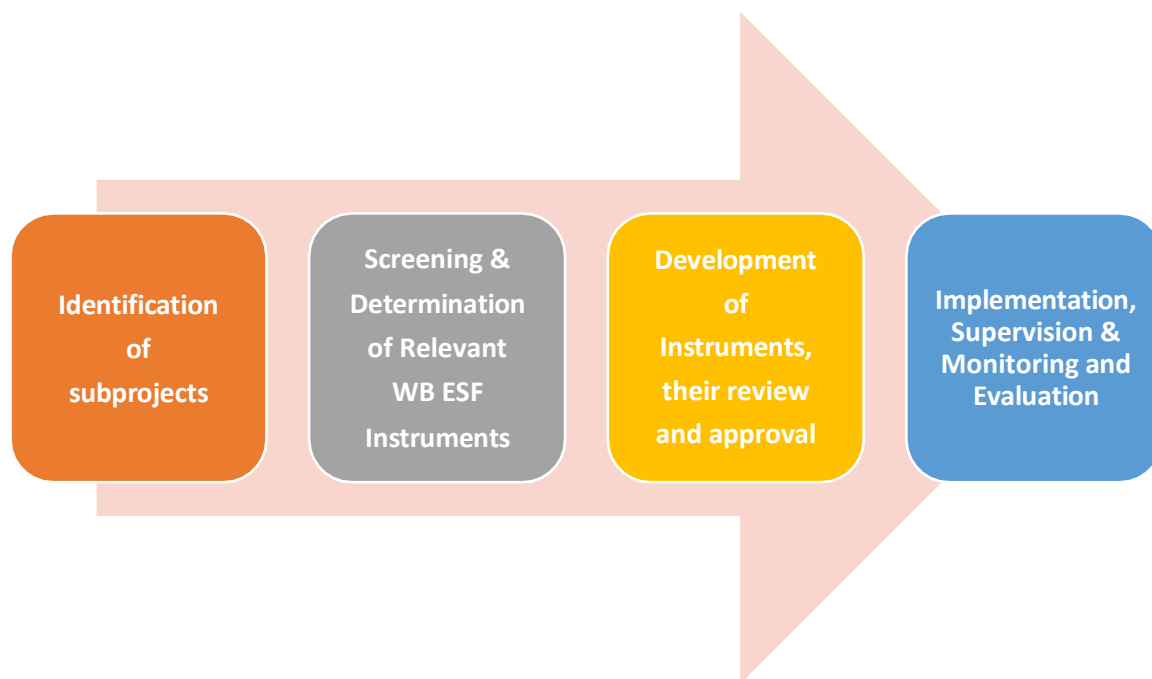 Identification
of
subprojects
Screening &
Determination
of Relevant
WB ESF
Instruments
Development
of
Instruments,
their review
and approval
Implementation,
Supervision &
Monitoring and
Evaluation